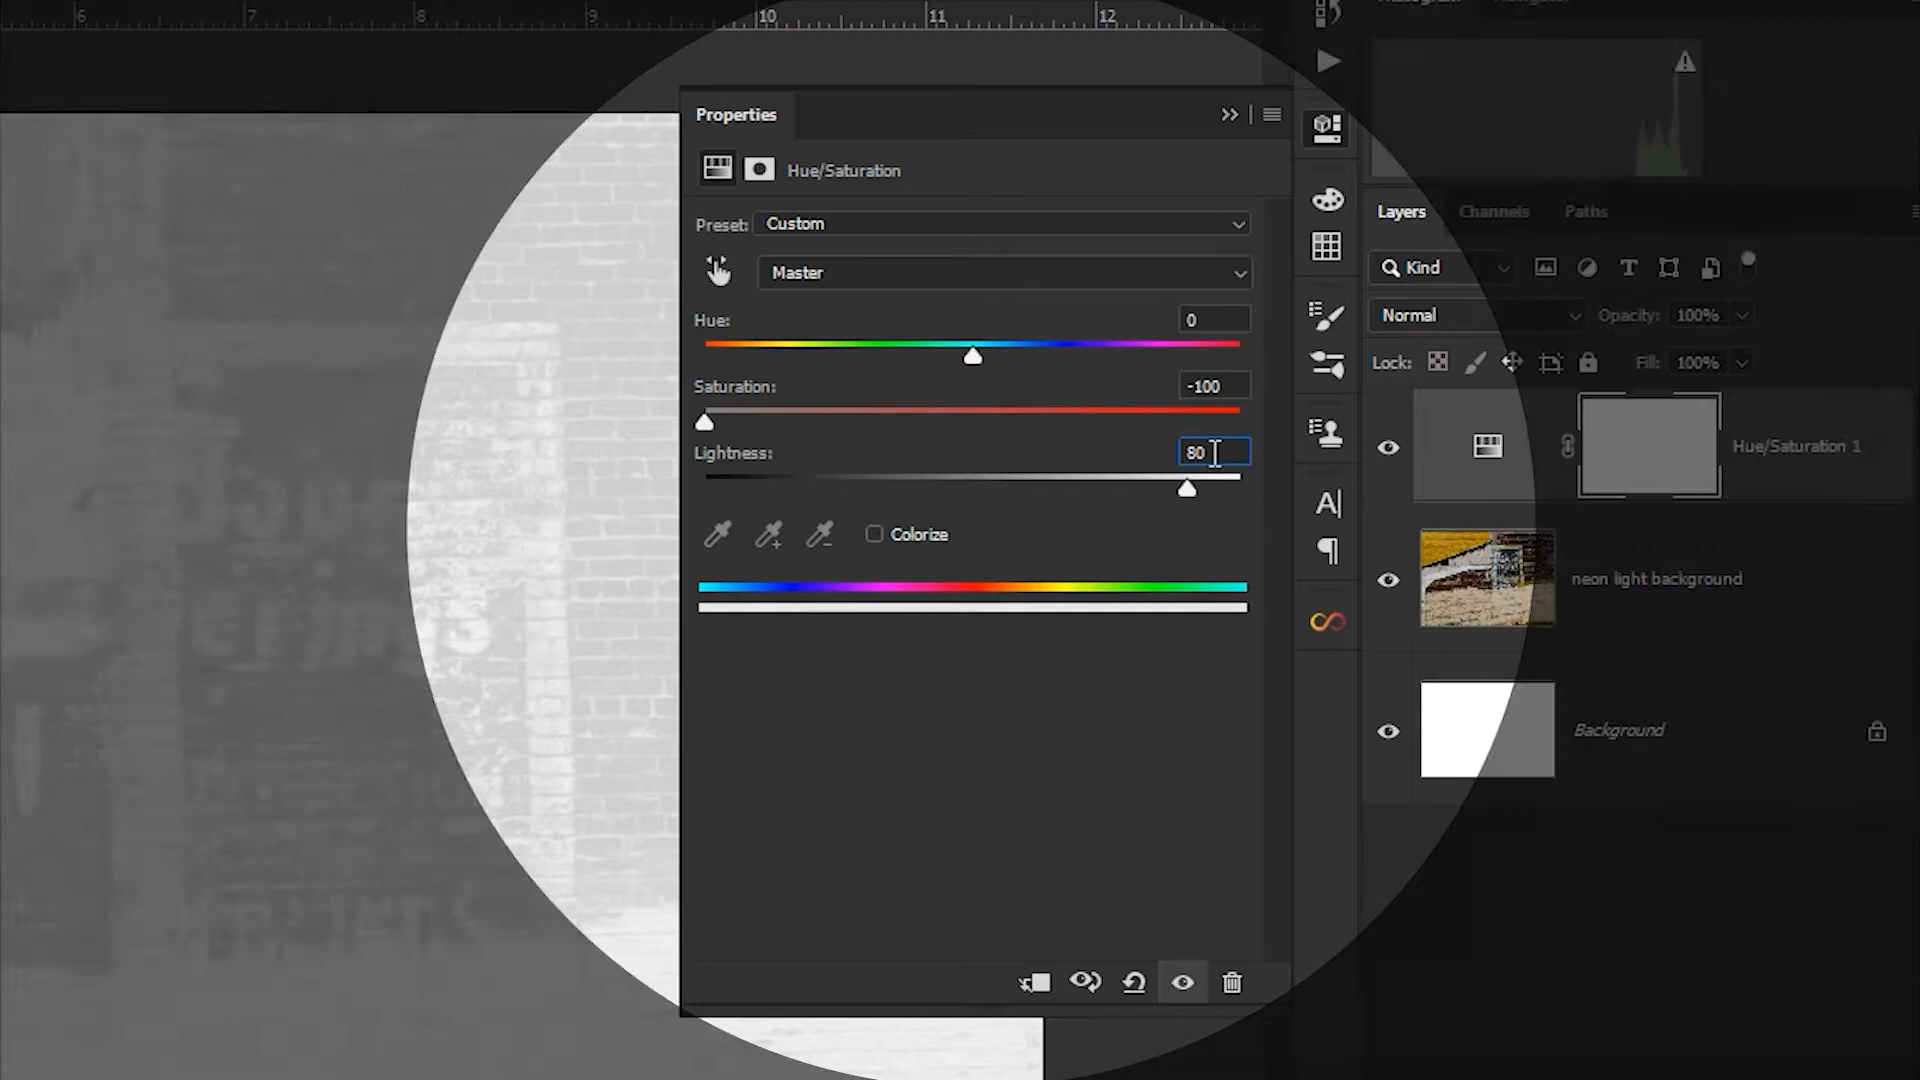 6 7 8 9 10 11 12
Properties
Hue/Saturation
Preset: Custom
Master
Hue: 0
Saturation: -100
Lightness: 80
Colorize
Layers Channels Paths
Kind
Normal Opacity: 100%
Lock: Fill: 100%
Hue/Saturation 1
neon light background
Background